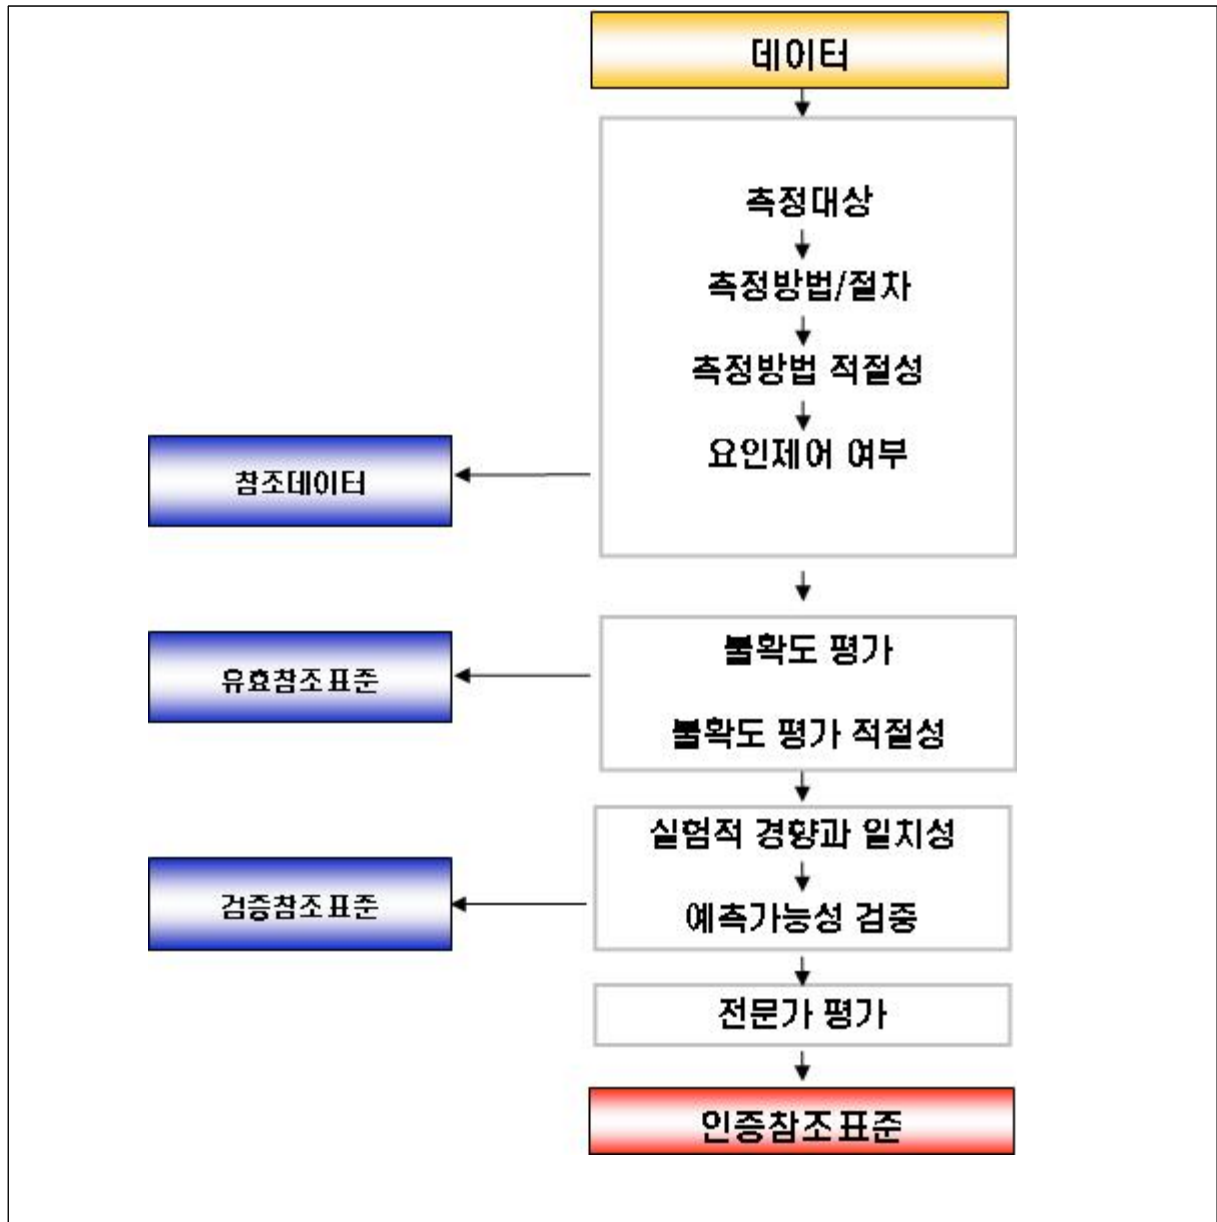 데이터
측정대상
측정방법/절차
측정방법 적절성
요인제어 여부
참조데이터
불확도 평가
유효참조표준
불확도 평가 적절성
실험적 경향과 일치성
검증참조표준
예측가능성 검중
전문가 평가
인증참조표준